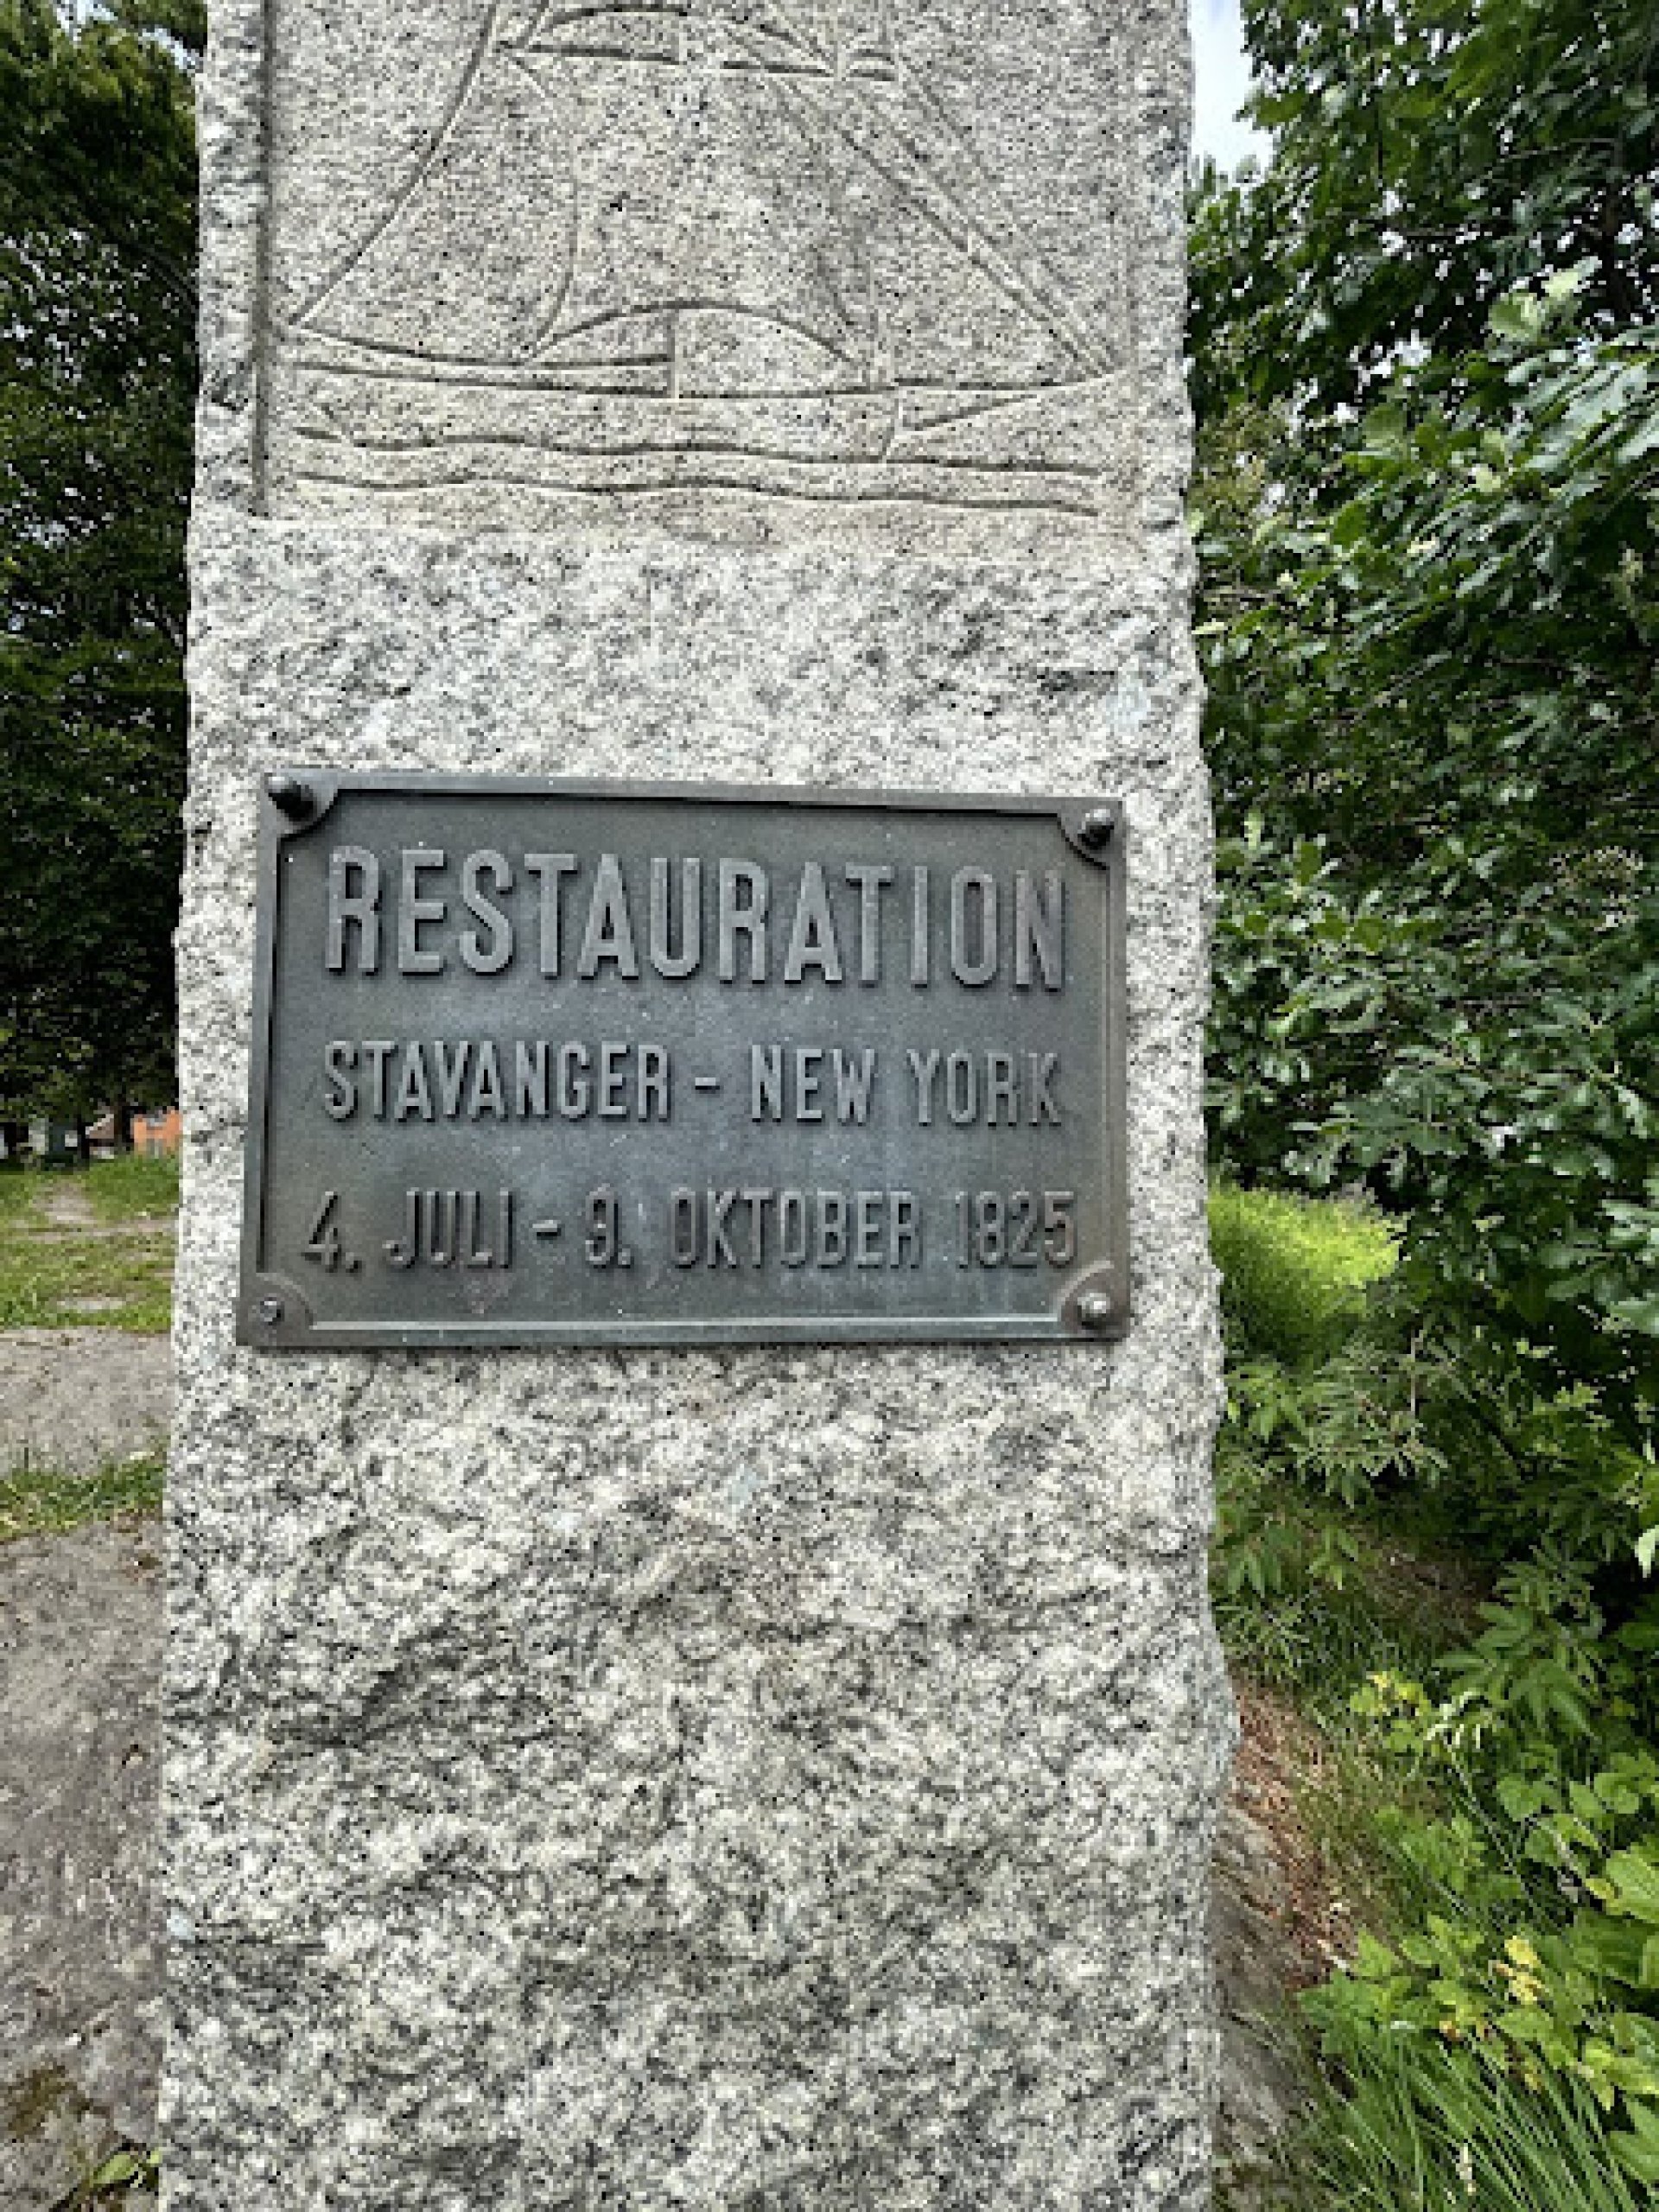 RESTAURATION
STAVANGER - NEW YORK
4. JULI - 9. OKTOBER 1825